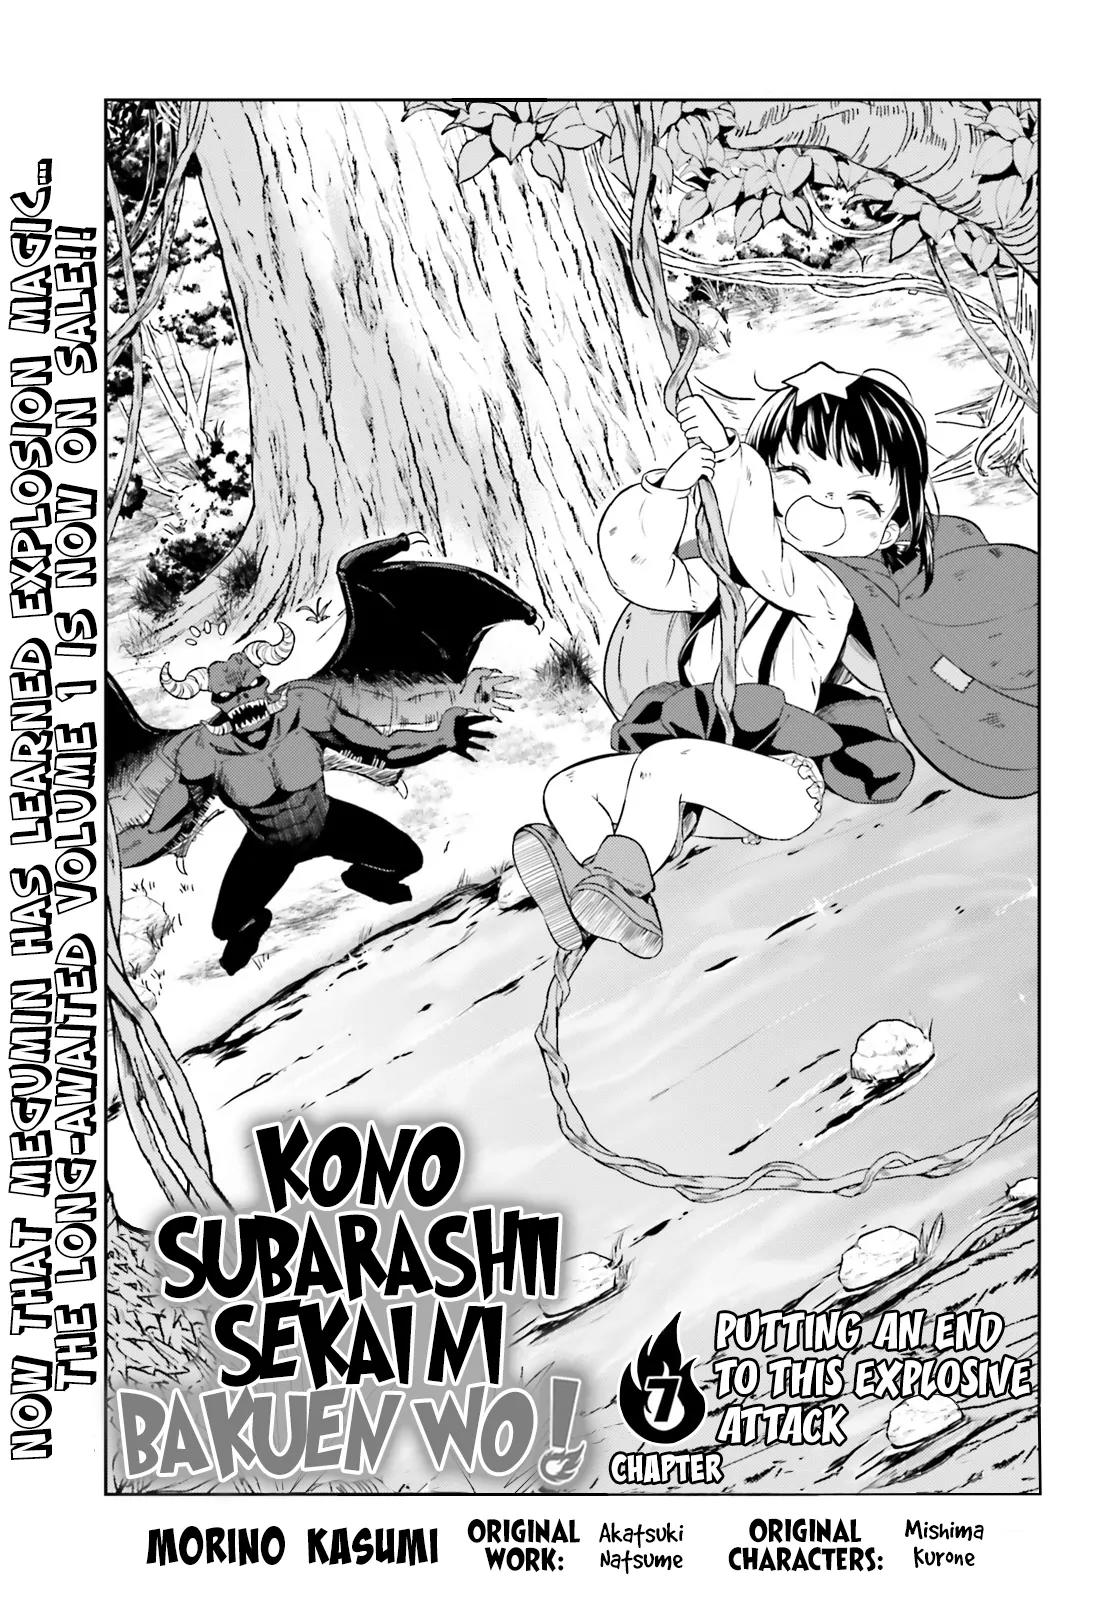 NOW THAT MEGUMIN HAS LEARNED EXPLOSION MAGIC...
THE LONG-AWAITED VOLUME 1 IS NOW ON SALE!!
KONO
SUBARASHII
SEKAI NI
BAKUEN WO!
7
CHAPTER
PUTTING AN END
TO THIS EXPLOSIVE
ATTACK
MORINO KASUMI
ORIGINAL
WORK:
Akatsuki
Natsume
ORIGINAL
CHARACTERS:
Mishima
Kurone